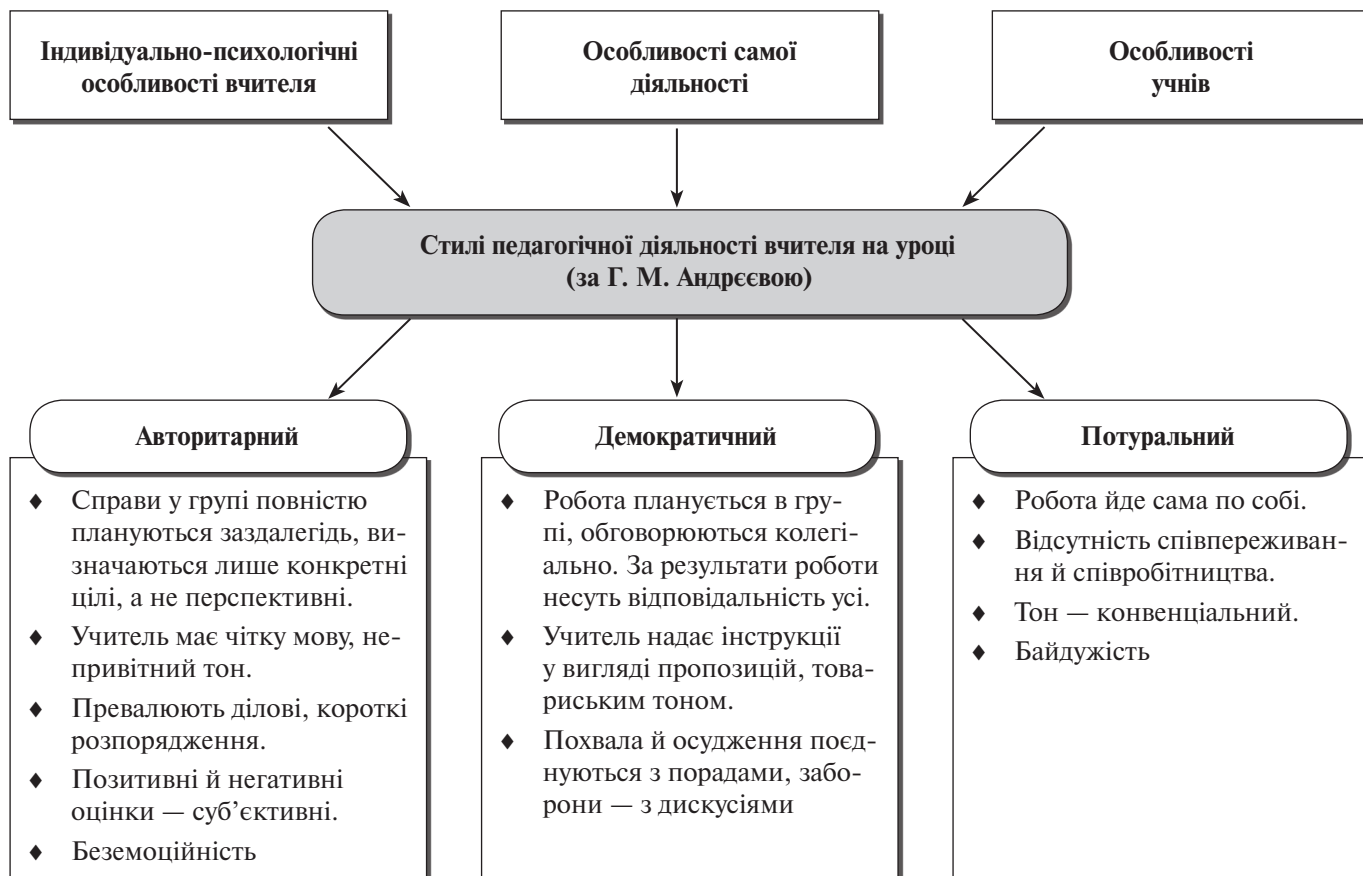 Індивідуально-психологічні
особливості вчителя
Особливості самої
діяльності
Особливості
учнів
Стилі педагогічної діяльності вчителя на уроці
(за Г. М. Андрєєвою)
Авторитарний
♦ Справи у групі повністю
плануються заздалегідь, ви-
значаються лише конкретні
цілі, а не перспективні.
♦ Учитель має чітку мову, не-
привітний тон.
♦ Превалюють ділові, короткі
розпорядження.
♦ Позитивні й негативні
оцінки — суб’єктивні.
♦ Беземоційність
Демократичний
♦ Робота планується в гру-
пі, обговорюються колегі-
ально. За результати роботи
несуть відповідальність усі.
♦ Учитель надає інструкції
у вигляді пропозицій, това-
риським тоном.
♦ Похвала й осудження поєд-
нуються з порадами, забо-
рони — з дискусіями
Потуральний
♦ Робота йде сама по собі.
♦ Відсутність співпереживан-
ня й співробітництва.
♦ Тон — конвенціальний.
♦ Байдужість